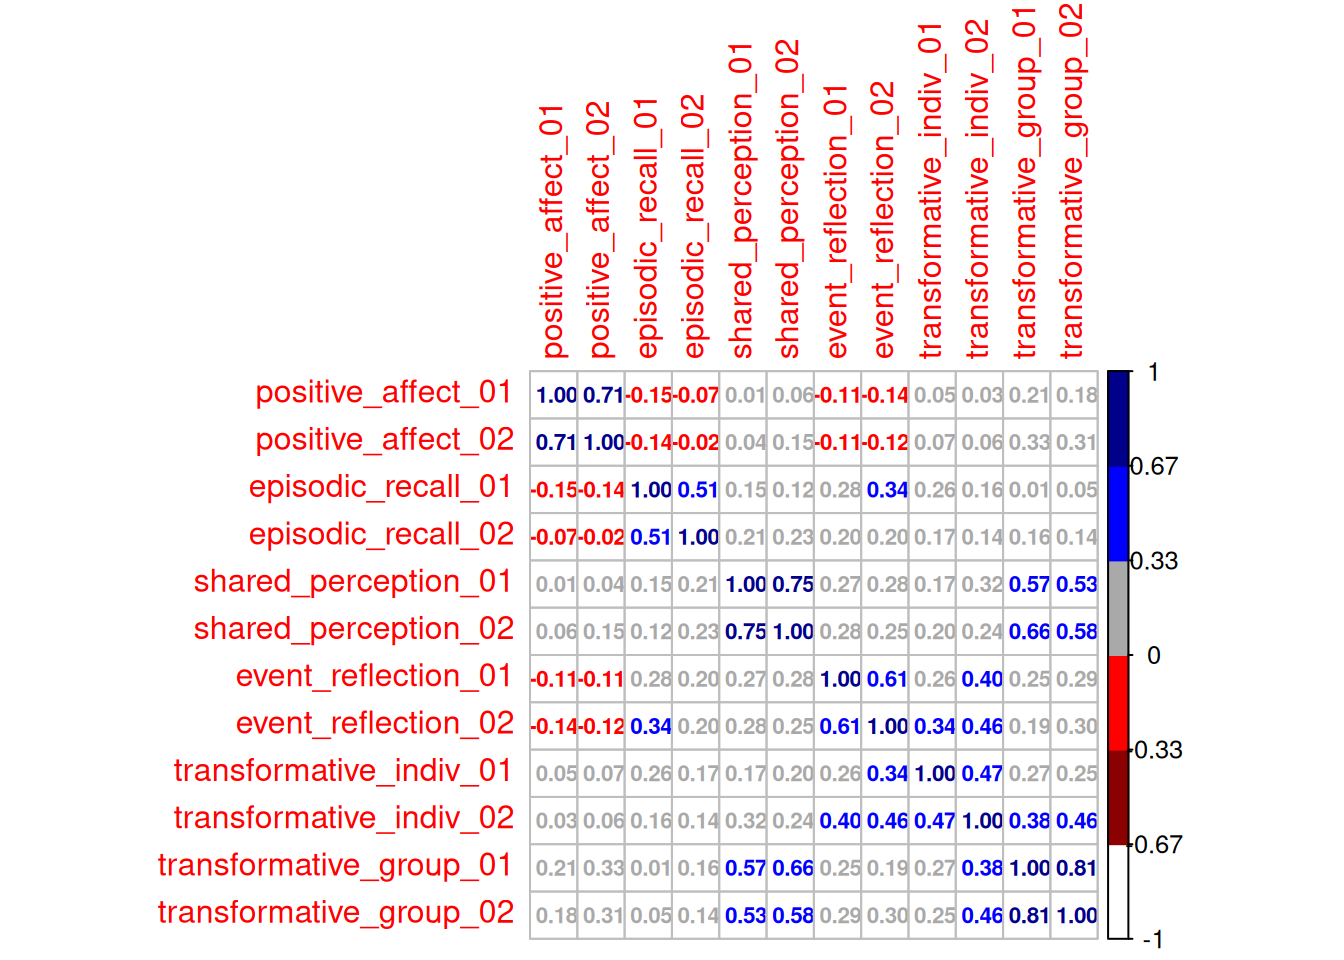 positive_affect_01
positive_affect_02
episodic_recall_01
episodic_recall_02
shared_perception_01
shared_perception_02
event_reflection_01
event_reflection_02
transformative_indiv_01
transformative_indiv_02
transformative_group_01
transformative_group_02
positive_affect_01 1.00 0.71 -0.15 -0.07 0.01 0.06 -0.11 -0.14 0.05 0.03 0.21 0.18
positive_affect_02 0.71 1.00 -0.14 -0.02 0.04 0.15 -0.11 -0.12 0.07 0.06 0.33 0.31
episodic_recall_01 -0.15 -0.14 1.00 0.51 0.15 0.12 0.28 0.34 0.26 0.16 0.01 0.05
episodic_recall_02 -0.07 -0.02 0.51 1.00 0.21 0.23 0.20 0.20 0.17 0.14 0.16 0.14
shared_perception_01 0.01 0.04 0.15 0.21 1.00 0.75 0.27 0.28 0.17 0.32 0.57 0.53
shared_perception_02 0.06 0.15 0.12 0.23 0.75 1.00 0.28 0.25 0.20 0.24 0.66 0.58
event_reflection_01 -0.11 -0.11 0.28 0.20 0.27 0.28 1.00 0.61 0.26 0.40 0.25 0.29
event_reflection_02 -0.14 -0.12 0.34 0.20 0.28 0.25 0.61 1.00 0.34 0.46 0.19 0.30
transformative_indiv_01 0.05 0.07 0.26 0.17 0.17 0.20 0.26 0.34 1.00 0.47 0.27 0.25
transformative_indiv_02 0.03 0.06 0.16 0.14 0.32 0.24 0.40 0.46 0.47 1.00 0.38 0.46
transformative_group_01 0.21 0.33 0.01 0.16 0.57 0.66 0.25 0.19 0.27 0.38 1.00 0.81
transformative_group_02 0.18 0.31 0.05 0.14 0.53 0.58 0.29 0.30 0.25 0.46 0.81 1.00
1
0.67
0.33
0
-0.33
-0.67
-1